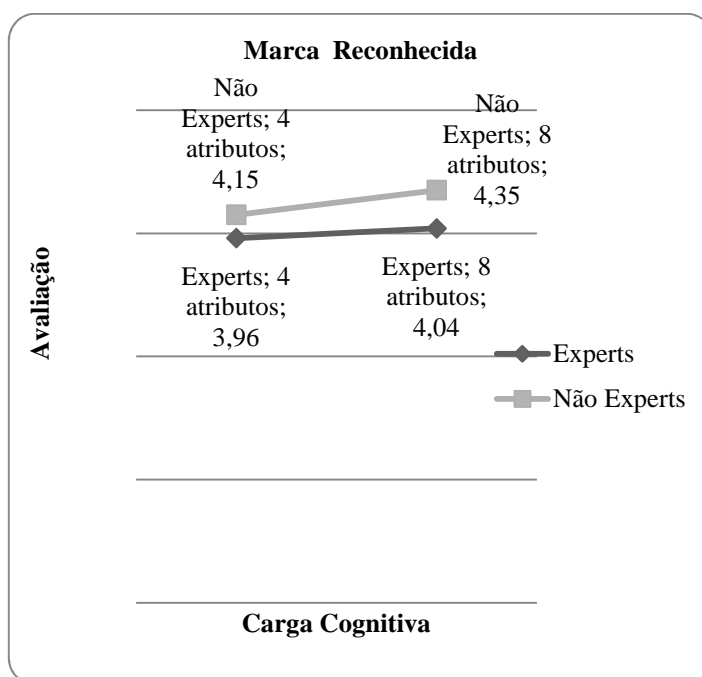 Marca  Reconhecida
Não
Experts; 4
atributos;
4,15
Não
Experts; 8
atributos;
4,35
Avaliação
Experts; 4
atributos;
3,96
Experts; 8
atributos;
4,04
Experts
Não Experts
Carga Cognitiva